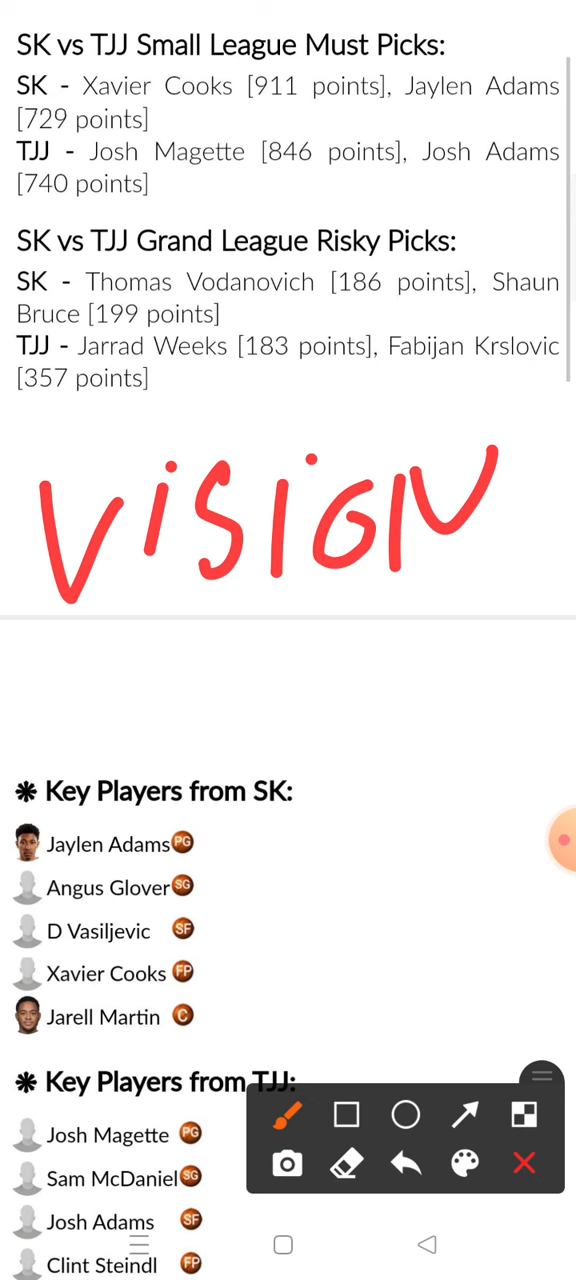 SK vs TJJ Small League Must Picks:
SK - Xavier Cooks [911 points], Jaylen Adams
[729 points]
TJJ - Josh Magette [846 points], Josh Adams
[740 points]
SK vs TJJ Grand League Risky Picks:
SK - Thomas Vodanovich [186 points], Shaun
Bruce [199 points]
TJJ - Jarrad Weeks [183 points], Fabijan Krslovic
[357 points]
ViSiGN
✱ Key Players from SK:
Jaylen Adams PG
Angus Glover SG
D Vasiljevic SF
Xavier Cooks FP
Jarell Martin C
✱ Key Players from TJJ:
Josh Magette PG
Sam McDaniel SG
Josh Adams SF
Clint Steindl FP